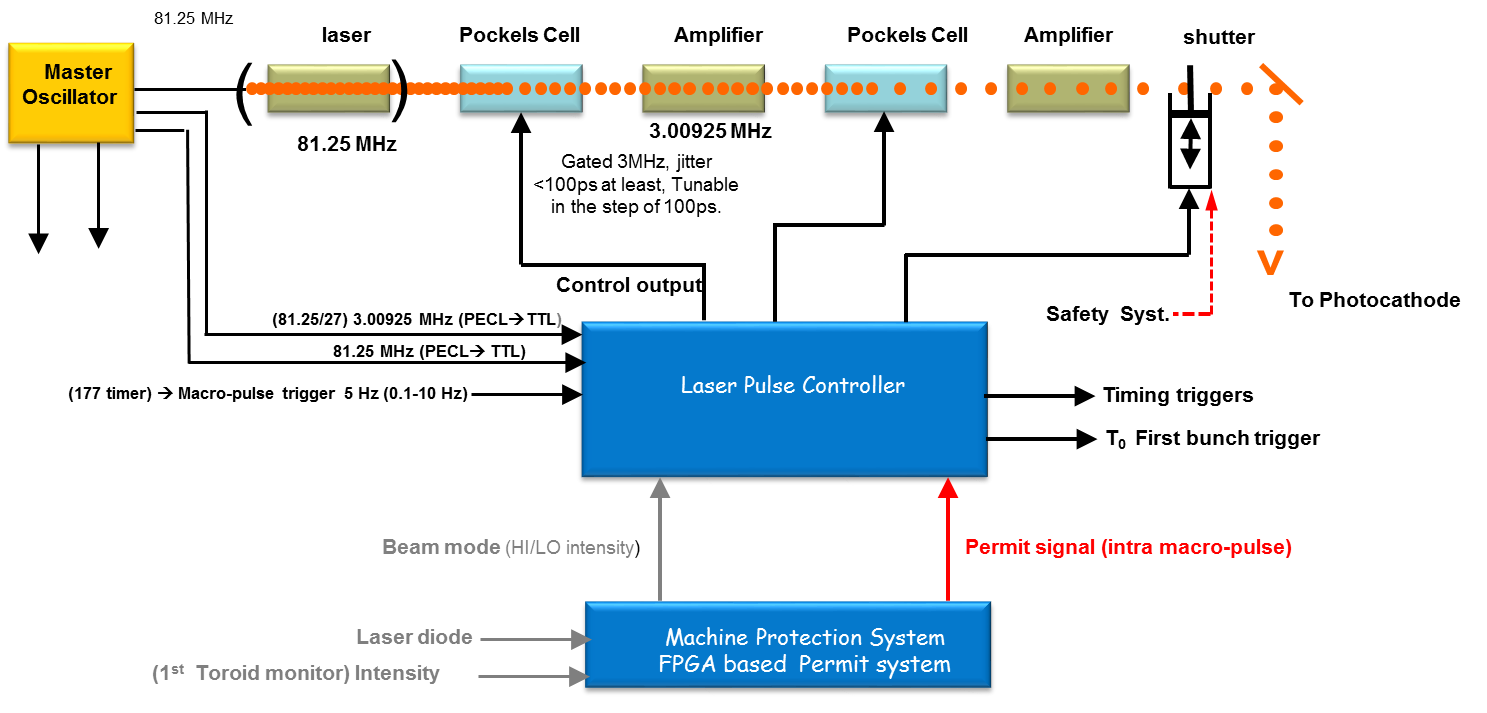 81.25 MHz
laser
Pockels Cell
Amplifier
Pockels Cell
Amplifier
shutter
Master
Oscillator
81.25 MHz
3.00925 MHz
Gated 3MHz, jitter
<100ps at least, Tunable
in the step of 100ps.
Control output
To Photocathode
Safety Syst.
(81.25/27) 3.00925 MHz (PECL→TTL)
81.25 MHz (PECL→ TTL)
(177 timer) → Macro-pulse trigger 5 Hz (0.1-10 Hz)
Laser Pulse Controller
Timing triggers
T₀ First bunch trigger
Beam mode (HI/LO intensity)
Permit signal (intra macro-pulse)
Laser diode
(1ˢᵗ Toroid monitor) Intensity
Machine Protection System
FPGA based Permit system